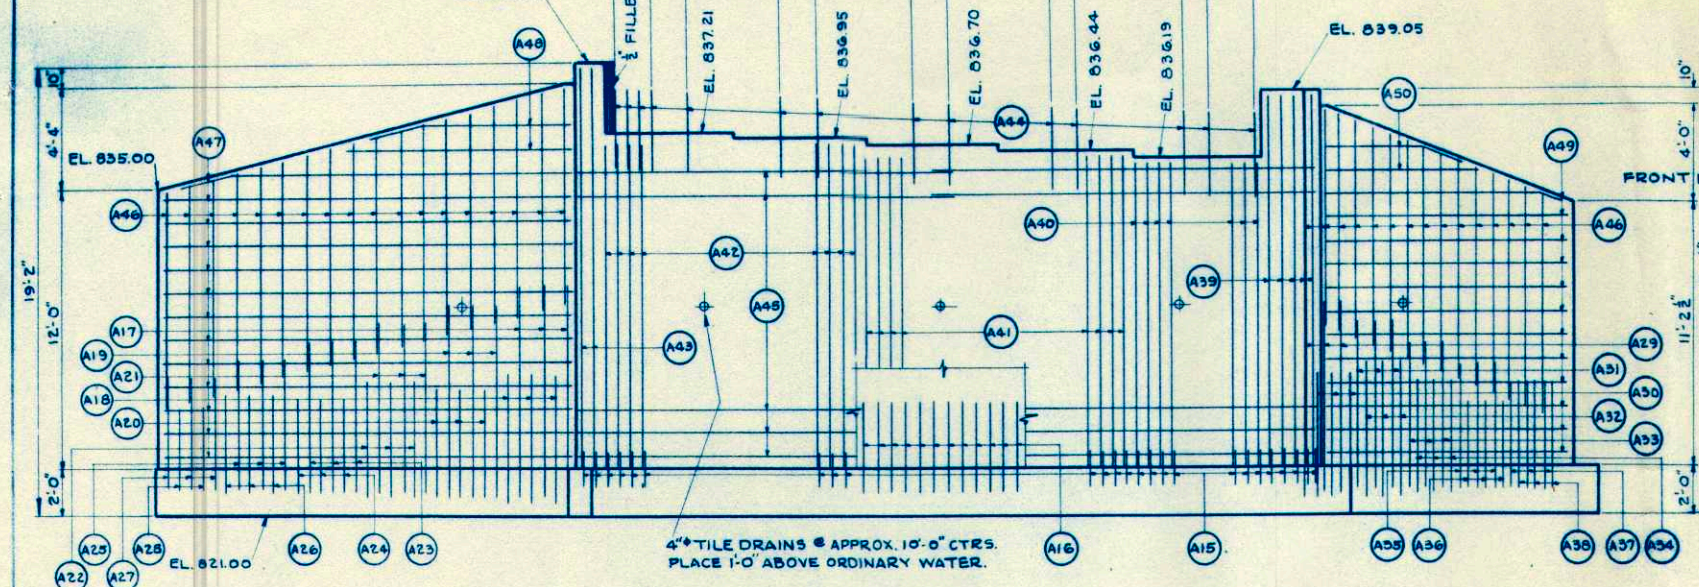 A48
½" FILLE
EL. 837.21
EL. 836.95
EL. 836.70
EL. 836.44
EL. 836.19
EL. 839.05
10"
10"
A50
A44
4'-4"
A47
EL. 835.00
A49
4'-0"
FRONT
A46
A46
A42
A40
A39
19'-2"
12'-0"
A45
A17
A41
A43
A19
A21
A18
A20
A29
A31
A30
A32
A33
11'-2½"
2'-0"
2'-0"
A25
A28
A22
A27
EL. 821.00
A26
A24
A23
4"⌀ TILE DRAINS @ APPROX. 10'-0" CTRS.
PLACE 1'-0" ABOVE ORDINARY WATER.
A16
A15
A35
A36
A38
A37
A34